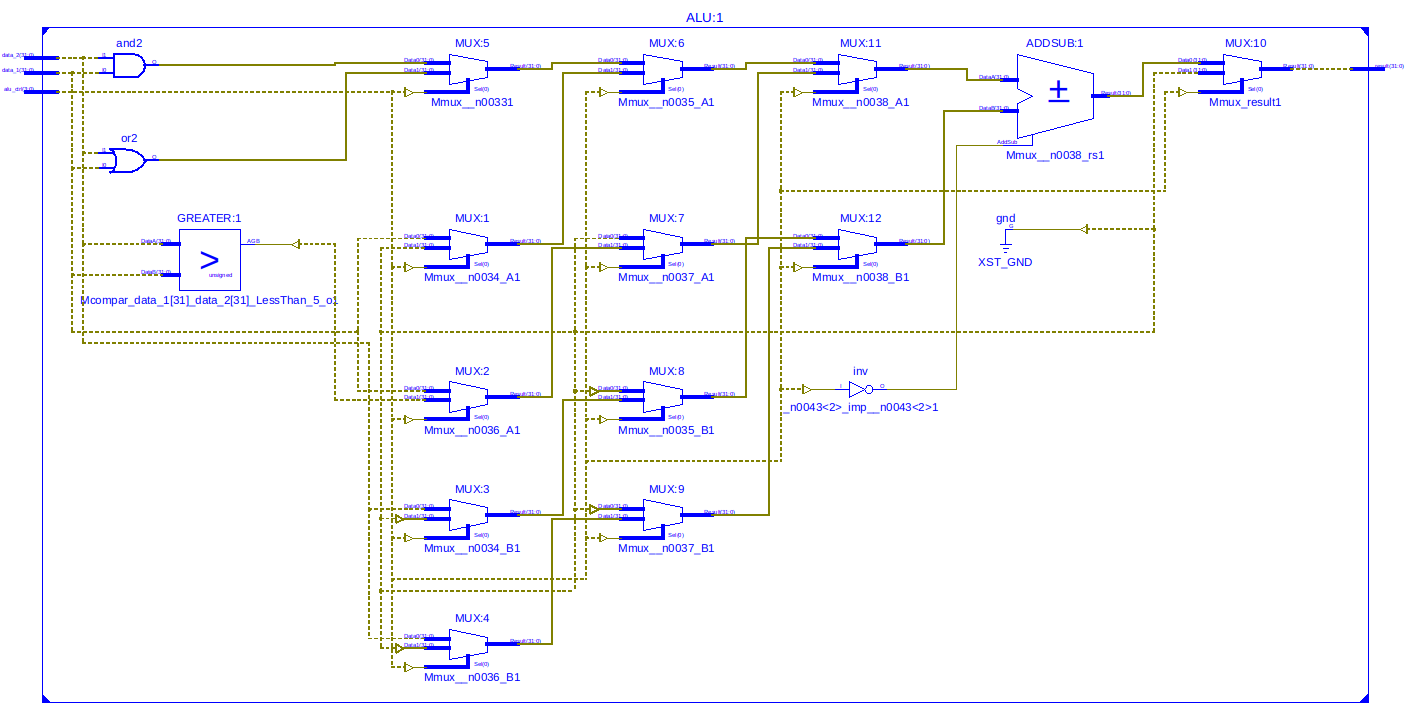 ALU:1
and2
MUX:5
MUX:6
MUX:11
ADDSUB:1
MUX:10
data_2(31:0)
data_1(31:0)
result(31:0)
I1
I0
O
Data0(31:0)
Data1(31:0)
Result(31:0)
Sel(0)
Data0(31:0)
Data1(31:0)
Result(31:0)
Sel(0)
Data0(31:0)
Data1(31:0)
Result(31:0)
Sel(0)
DataA(31:0)
DataB(31:0)
±
Result(31:0)
AddSub
Data0(31:0)
Data1(31:0)
Result(31:0)
Sel(0)
Mmux__n00331
Mmux__n0035_A1
Mmux__n0038_A1
Mmux__n0038_rs1
Mmux_result1
or2
I1
I0
O
GREATER:1
MUX:1
MUX:7
MUX:12
gnd
DataA(31:0)
DataB(31:0)
>
AGB
unsigned
Data0(31:0)
Data1(31:0)
Result(31:0)
Sel(0)
Data0(31:0)
Data1(31:0)
Result(31:0)
Sel(0)
Data0(31:0)
Data1(31:0)
Result(31:0)
Sel(0)
G
XST_GND
Mmux__n0034_A1
Mmux__n0037_A1
Mmux__n0038_B1
Mcompar_data_1[31]_data_2[31]_LessThan_5_o1
MUX:2
MUX:8
inv
Data0(31:0)
Data1(31:0)
Result(31:0)
Sel(0)
Data0(31:0)
Data1(31:0)
Result(31:0)
Sel(0)
I
O
_n0043<2>_imp__n0043<2>1
Mmux__n0036_A1
Mmux__n0035_B1
MUX:3
MUX:9
Data0(31:0)
Data1(31:0)
Result(31:0)
Sel(0)
Data0(31:0)
Data1(31:0)
Result(31:0)
Sel(0)
Mmux__n0034_B1
Mmux__n0037_B1
MUX:4
Data0(31:0)
Data1(31:0)
Result(31:0)
Sel(0)
Mmux__n0036_B1